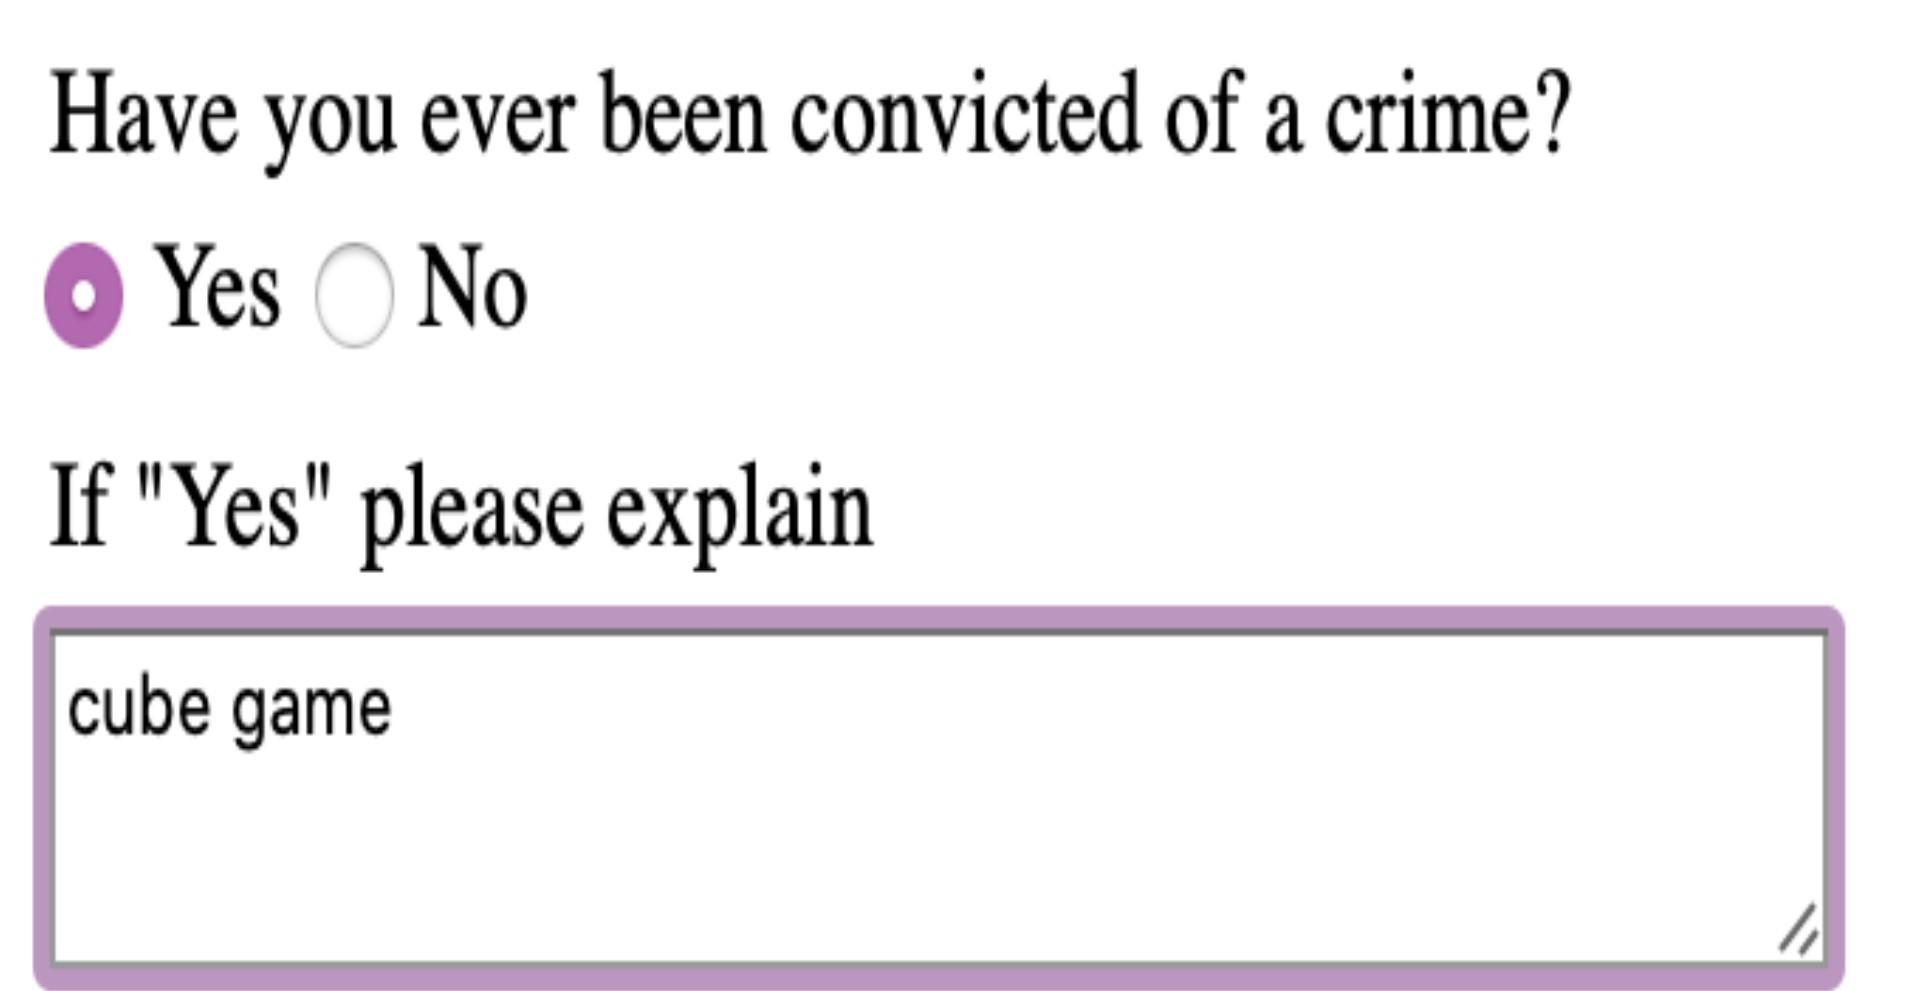 Have you ever been convicted of a crime?
Yes No
If "Yes" please explain
cube game